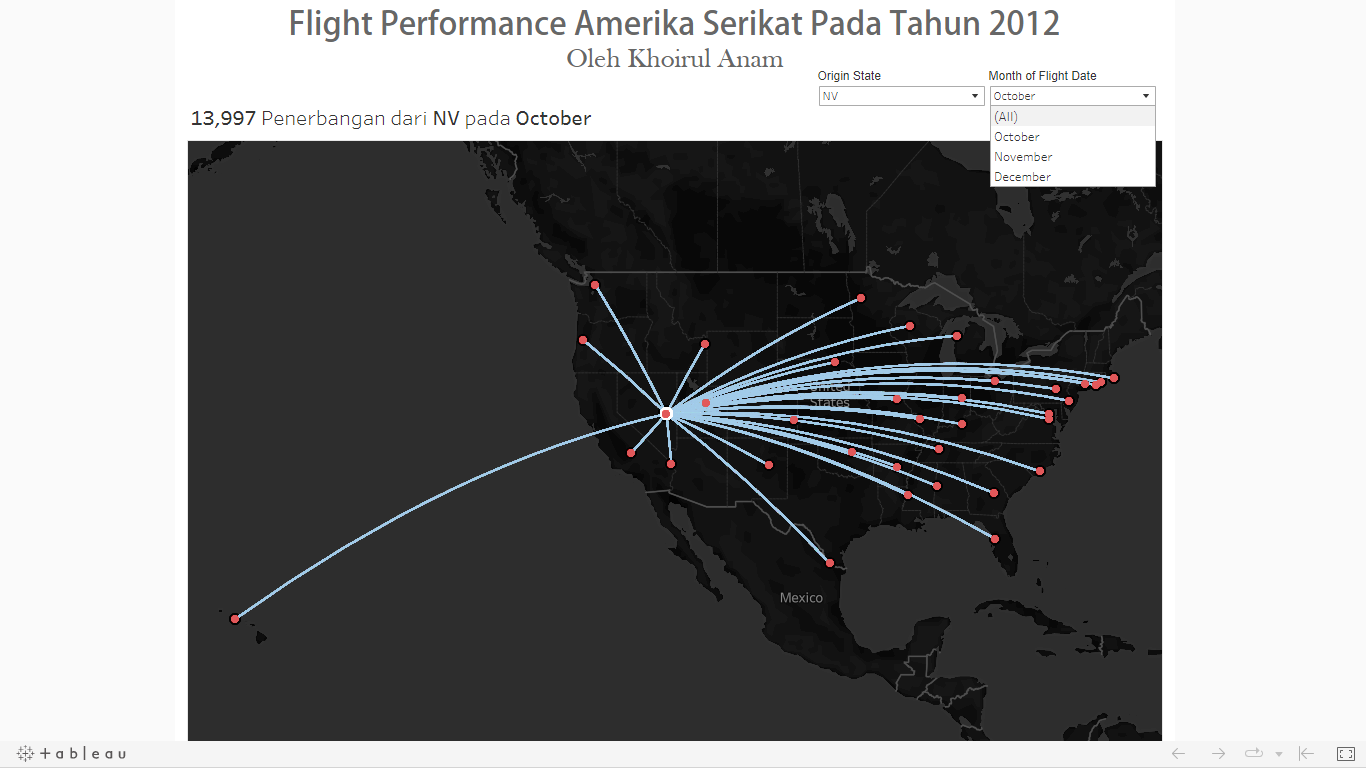 Flight Performance Amerika Serikat Pada Tahun 2012
Oleh Khoirul Anam
Origin State
Month of Flight Date
NV
October
13,997 Penerbangan dari NV pada October
(All)
October
November
December
United
States
Mexico
+ableau